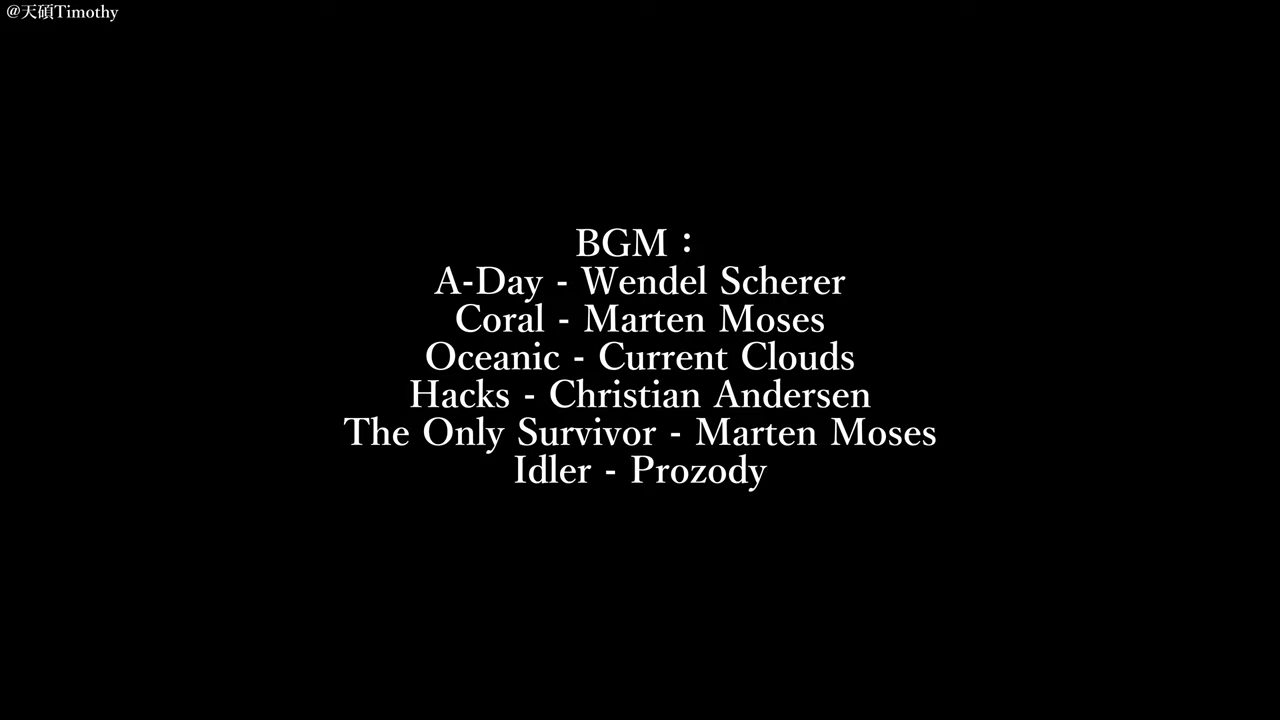 @天碩Timothy
BGM：
A-Day - Wendel Scherer
Coral - Marten Moses
Oceanic - Current Clouds
Hacks - Christian Andersen
The Only Survivor - Marten Moses
Idler - Prozody